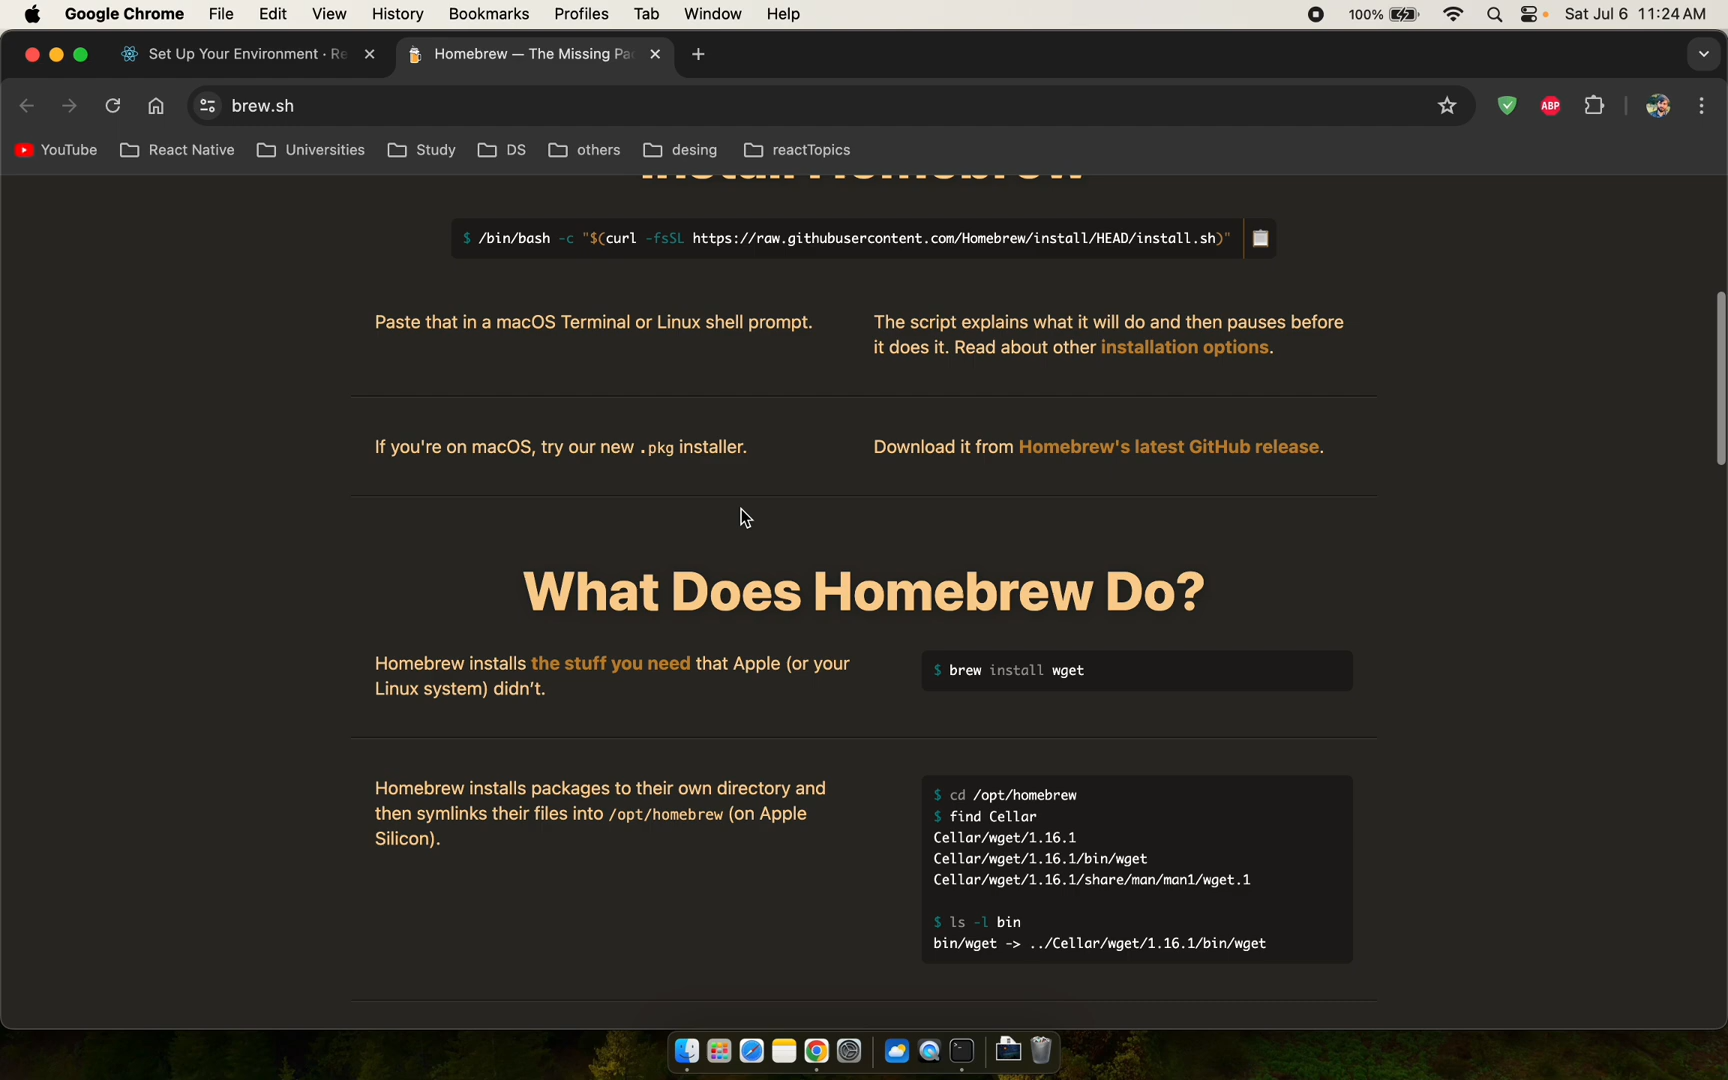 Google Chrome File Edit View History Bookmarks Profiles Tab Window Help 100% Sat Jul 6 11:24 AM
Set Up Your Environment · Re Homebrew — The Missing Pac
brew.sh ABP
YouTube React Native Universities Study DS others desing reactTopics
Install Homebrew
$ /bin/bash -c "$(curl -fsSL https://raw.githubusercontent.com/Homebrew/install/HEAD/install.sh)"
Paste that in a macOS Terminal or Linux shell prompt.
The script explains what it will do and then pauses before
it does it. Read about other installation options.
If you're on macOS, try our new .pkg installer.
Download it from Homebrew's latest GitHub release.
What Does Homebrew Do?
Homebrew installs the stuff you need that Apple (or your
Linux system) didn't.
$ brew install wget
Homebrew installs packages to their own directory and
then symlinks their files into /opt/homebrew (on Apple
Silicon).
$ cd /opt/homebrew
$ find Cellar
Cellar/wget/1.16.1
Cellar/wget/1.16.1/bin/wget
Cellar/wget/1.16.1/share/man/man1/wget.1
$ ls -l bin
bin/wget -> ../Cellar/wget/1.16.1/bin/wget